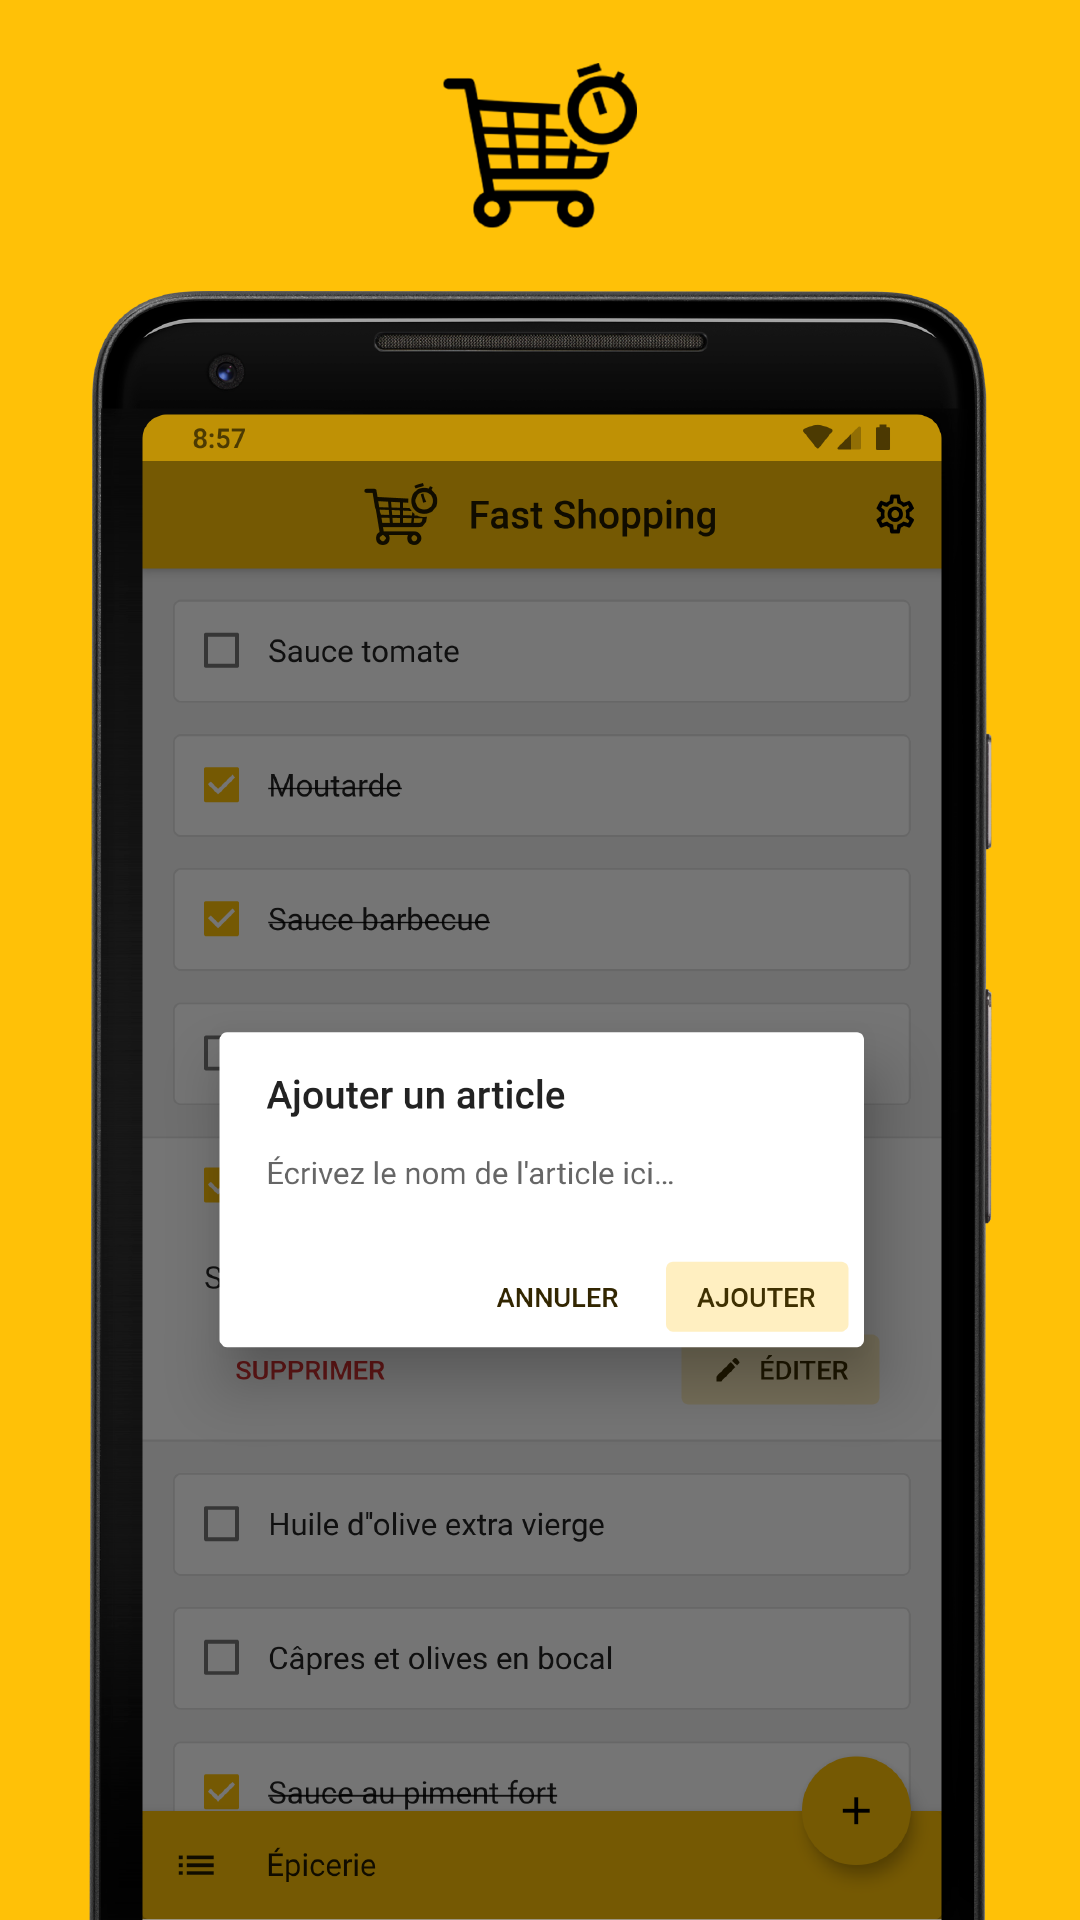 8:57
Fast Shopping
Sauce tomate
Moutarde
Sauce barbecue
Ajouter un article
Écrivez le nom de l'article ici...
ANNULER
AJOUTER
SUPPRIMER
ÉDITER
Huile d"olive extra vierge
Câpres et olives en bocal
Sauce au piment fort
Épicerie